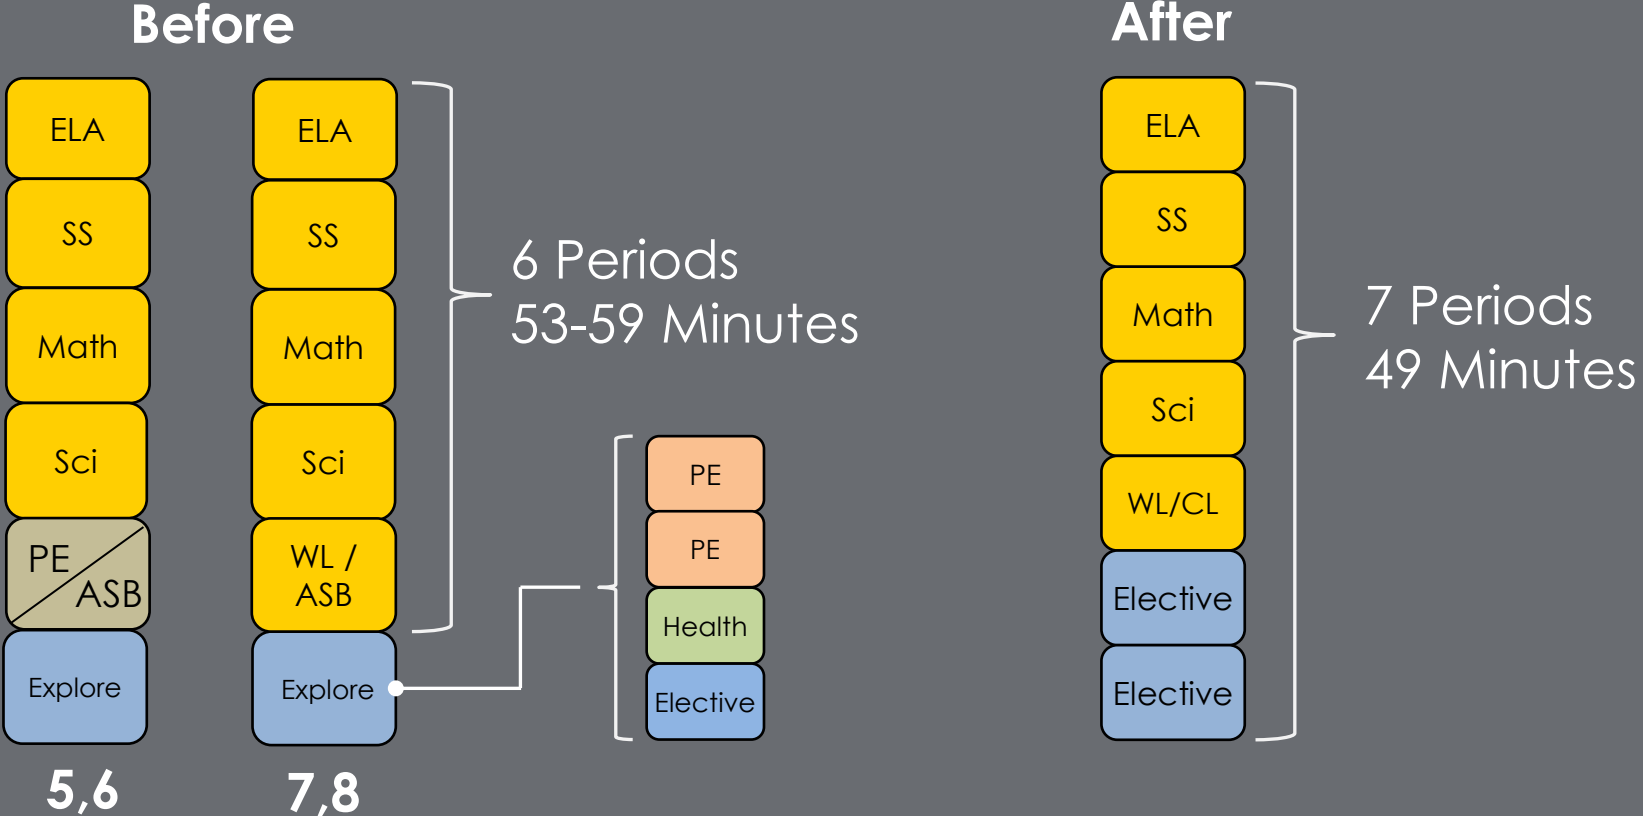 Before
ELA
SS
Math
Sci
PE
ASB
Explore
5,6
ELA
SS
Math
Sci
WL /
ASB
Explore
7,8
6 Periods
53-59 Minutes
PE
PE
Health
Elective
After
ELA
SS
Math
Sci
WL/CL
Elective
Elective
7 Periods
49 Minutes